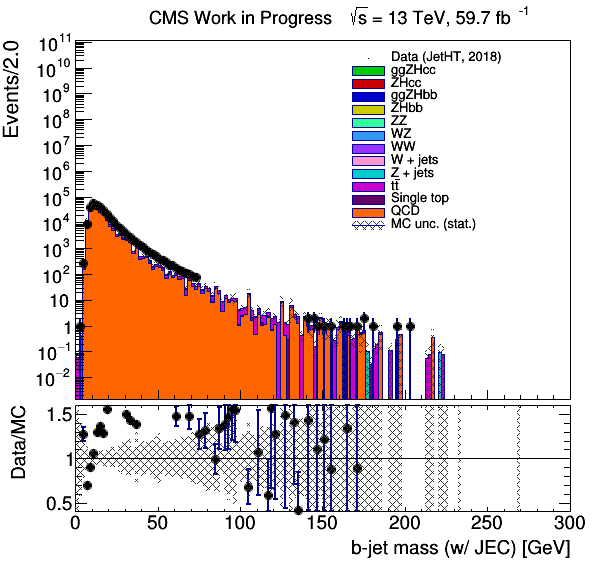 CMS Work in Progress √s = 13 TeV, 59.7 fb⁻¹
Events/2.0
10¹¹
10¹⁰
10⁹
10⁸
10⁷
10⁶
10⁵
10⁴
10³
10²
10
1
10⁻¹
10⁻²
Data (JetHT, 2018)
ggZHcc
ZHcc
ggZHbb
ZHbb
ZZ
WZ
WW
W + jets
Z + jets
tt̄
Single top
QCD
MC unc. (stat.)
Data/MC
1.5
1
0.5
0 50 100 150 200 250 300
b-jet mass (w/ JEC) [GeV]